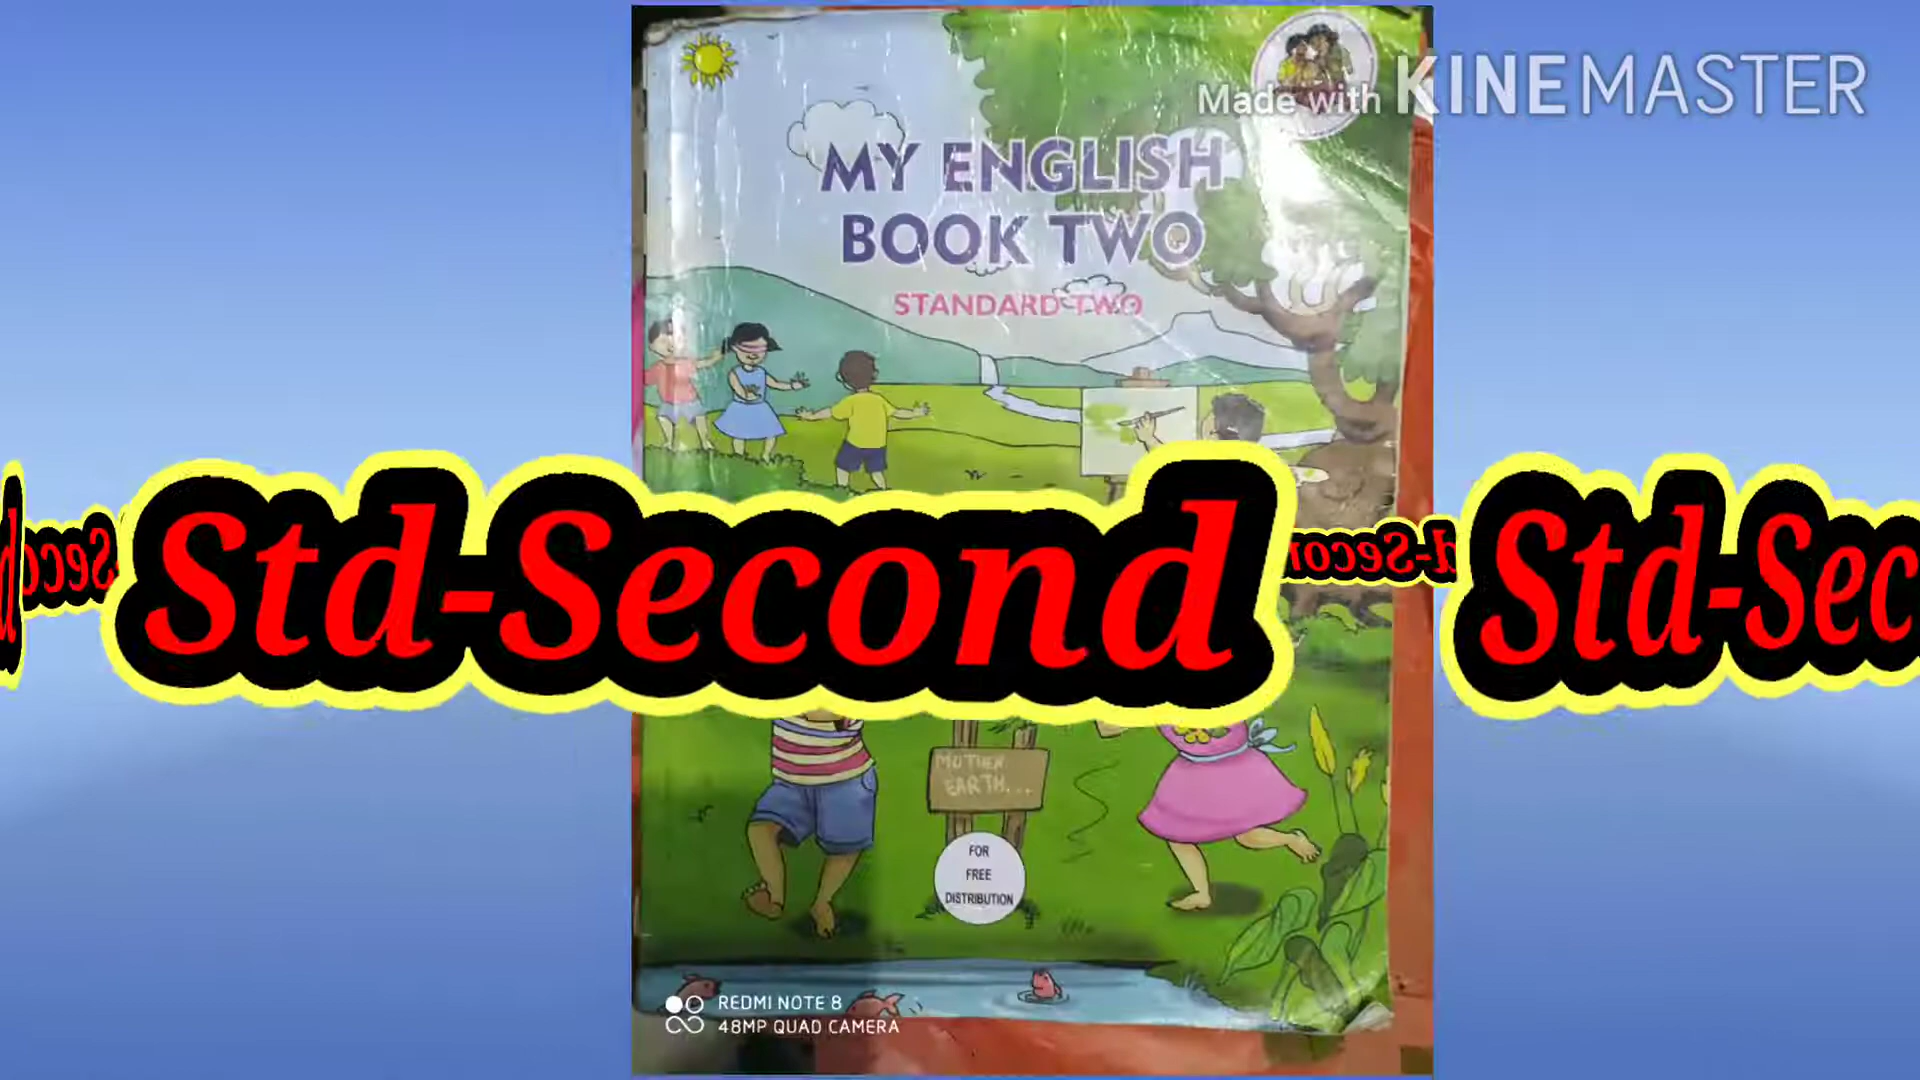 Made with KINEMASTER
MY ENGLISH
BOOK TWO
STANDARD TWO
Std-Second
Std-Sec
MOTHER
EARTH...
FOR
FREE
DISTRIBUTION
REDMI NOTE 8
48MP QUAD CAMERA